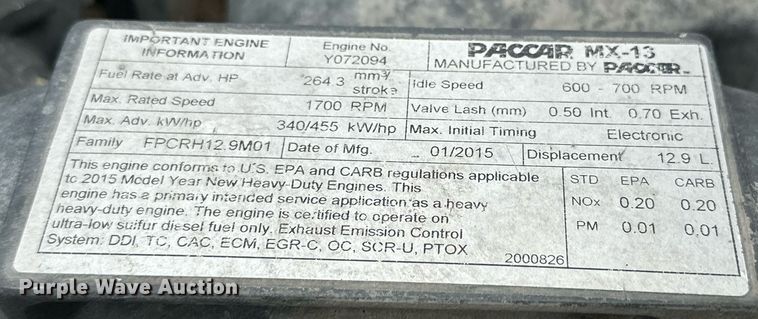 IMPORTANT ENGINE INFORMATION
Engine No. Y072094
PACCAR MX-13
MANUFACTURED BY PACCAR
Fuel Rate at Adv. HP 264.3 mm³/stroke
Idle Speed 600 - 700 RPM
Max. Rated Speed 1700 RPM
Valve Lash (mm) 0.50 Int. 0.70 Exh.
Max. Adv. kW/hp 340/455 kW/hp
Max. Initial Timing Electronic
Family FPCRH12.9M01
Date of Mfg. 01/2015
Displacement 12.9 L
This engine conforms to U.S. EPA and CARB regulations applicable
to 2015 Model Year New Heavy-Duty Engines. This
engine has a primary intended service application as a heavy
heavy-duty engine. The engine is certified to operate on
ultra-low sulfur diesel fuel only. Exhaust Emission Control
System: DDI, TC, CAC, ECM, EGR-C, OC, SCR-U, PTOX
STD EPA CARB
NOx 0.20 0.20
PM 0.01 0.01
2000826
Purple Wave Auction